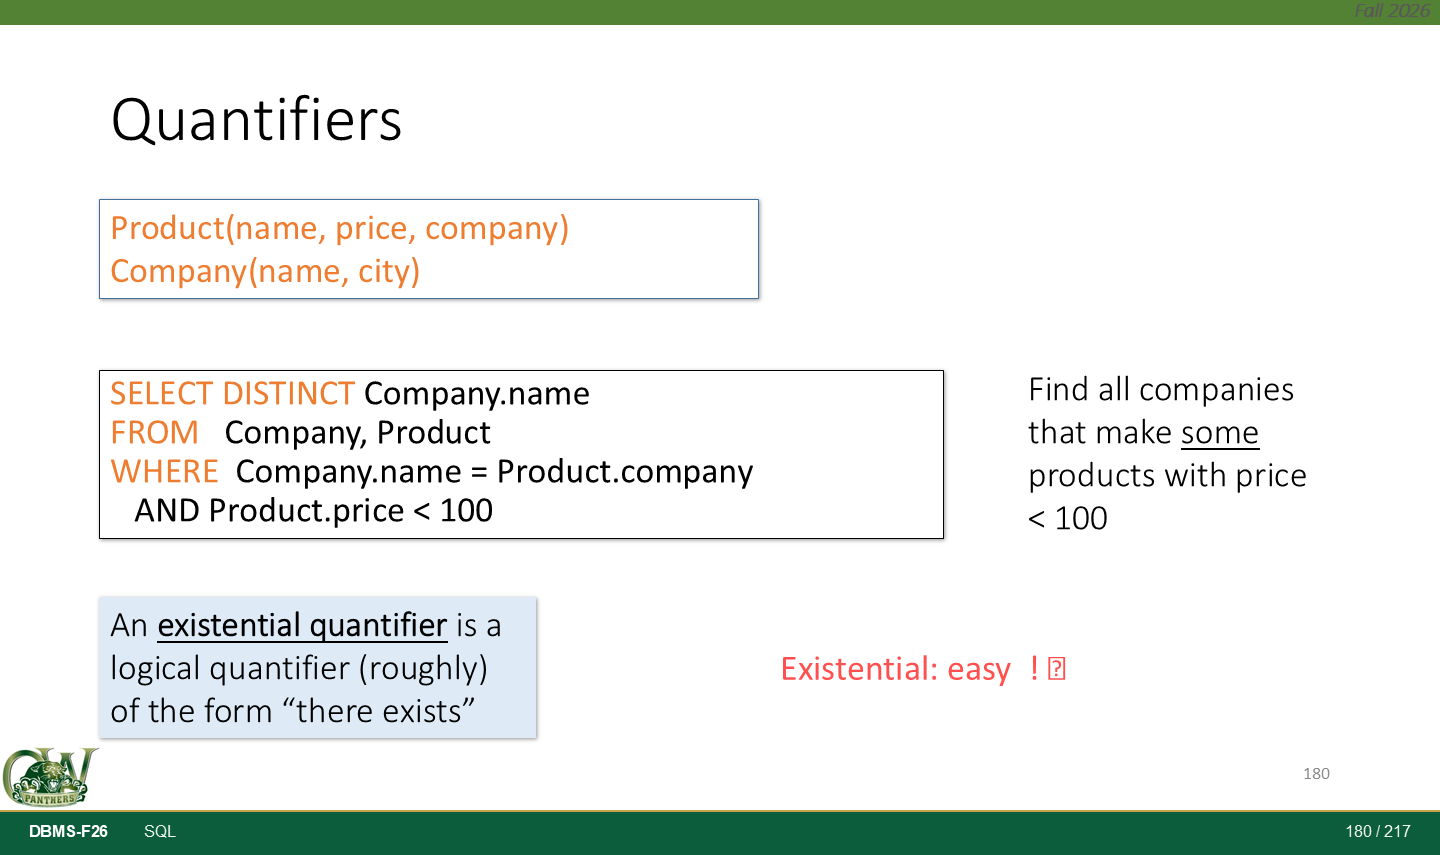 Fall 2026
Quantifiers
Product(name, price, company)
Company(name, city)
SELECT DISTINCT Company.name
FROM Company, Product
WHERE Company.name = Product.company
AND Product.price < 100
Find all companies
that make some
products with price
< 100
An existential quantifier is a
logical quantifier (roughly)
of the form “there exists”
Existential: easy !
180
CW
PANTHERS
DBMS-F26 SQL 180 / 217